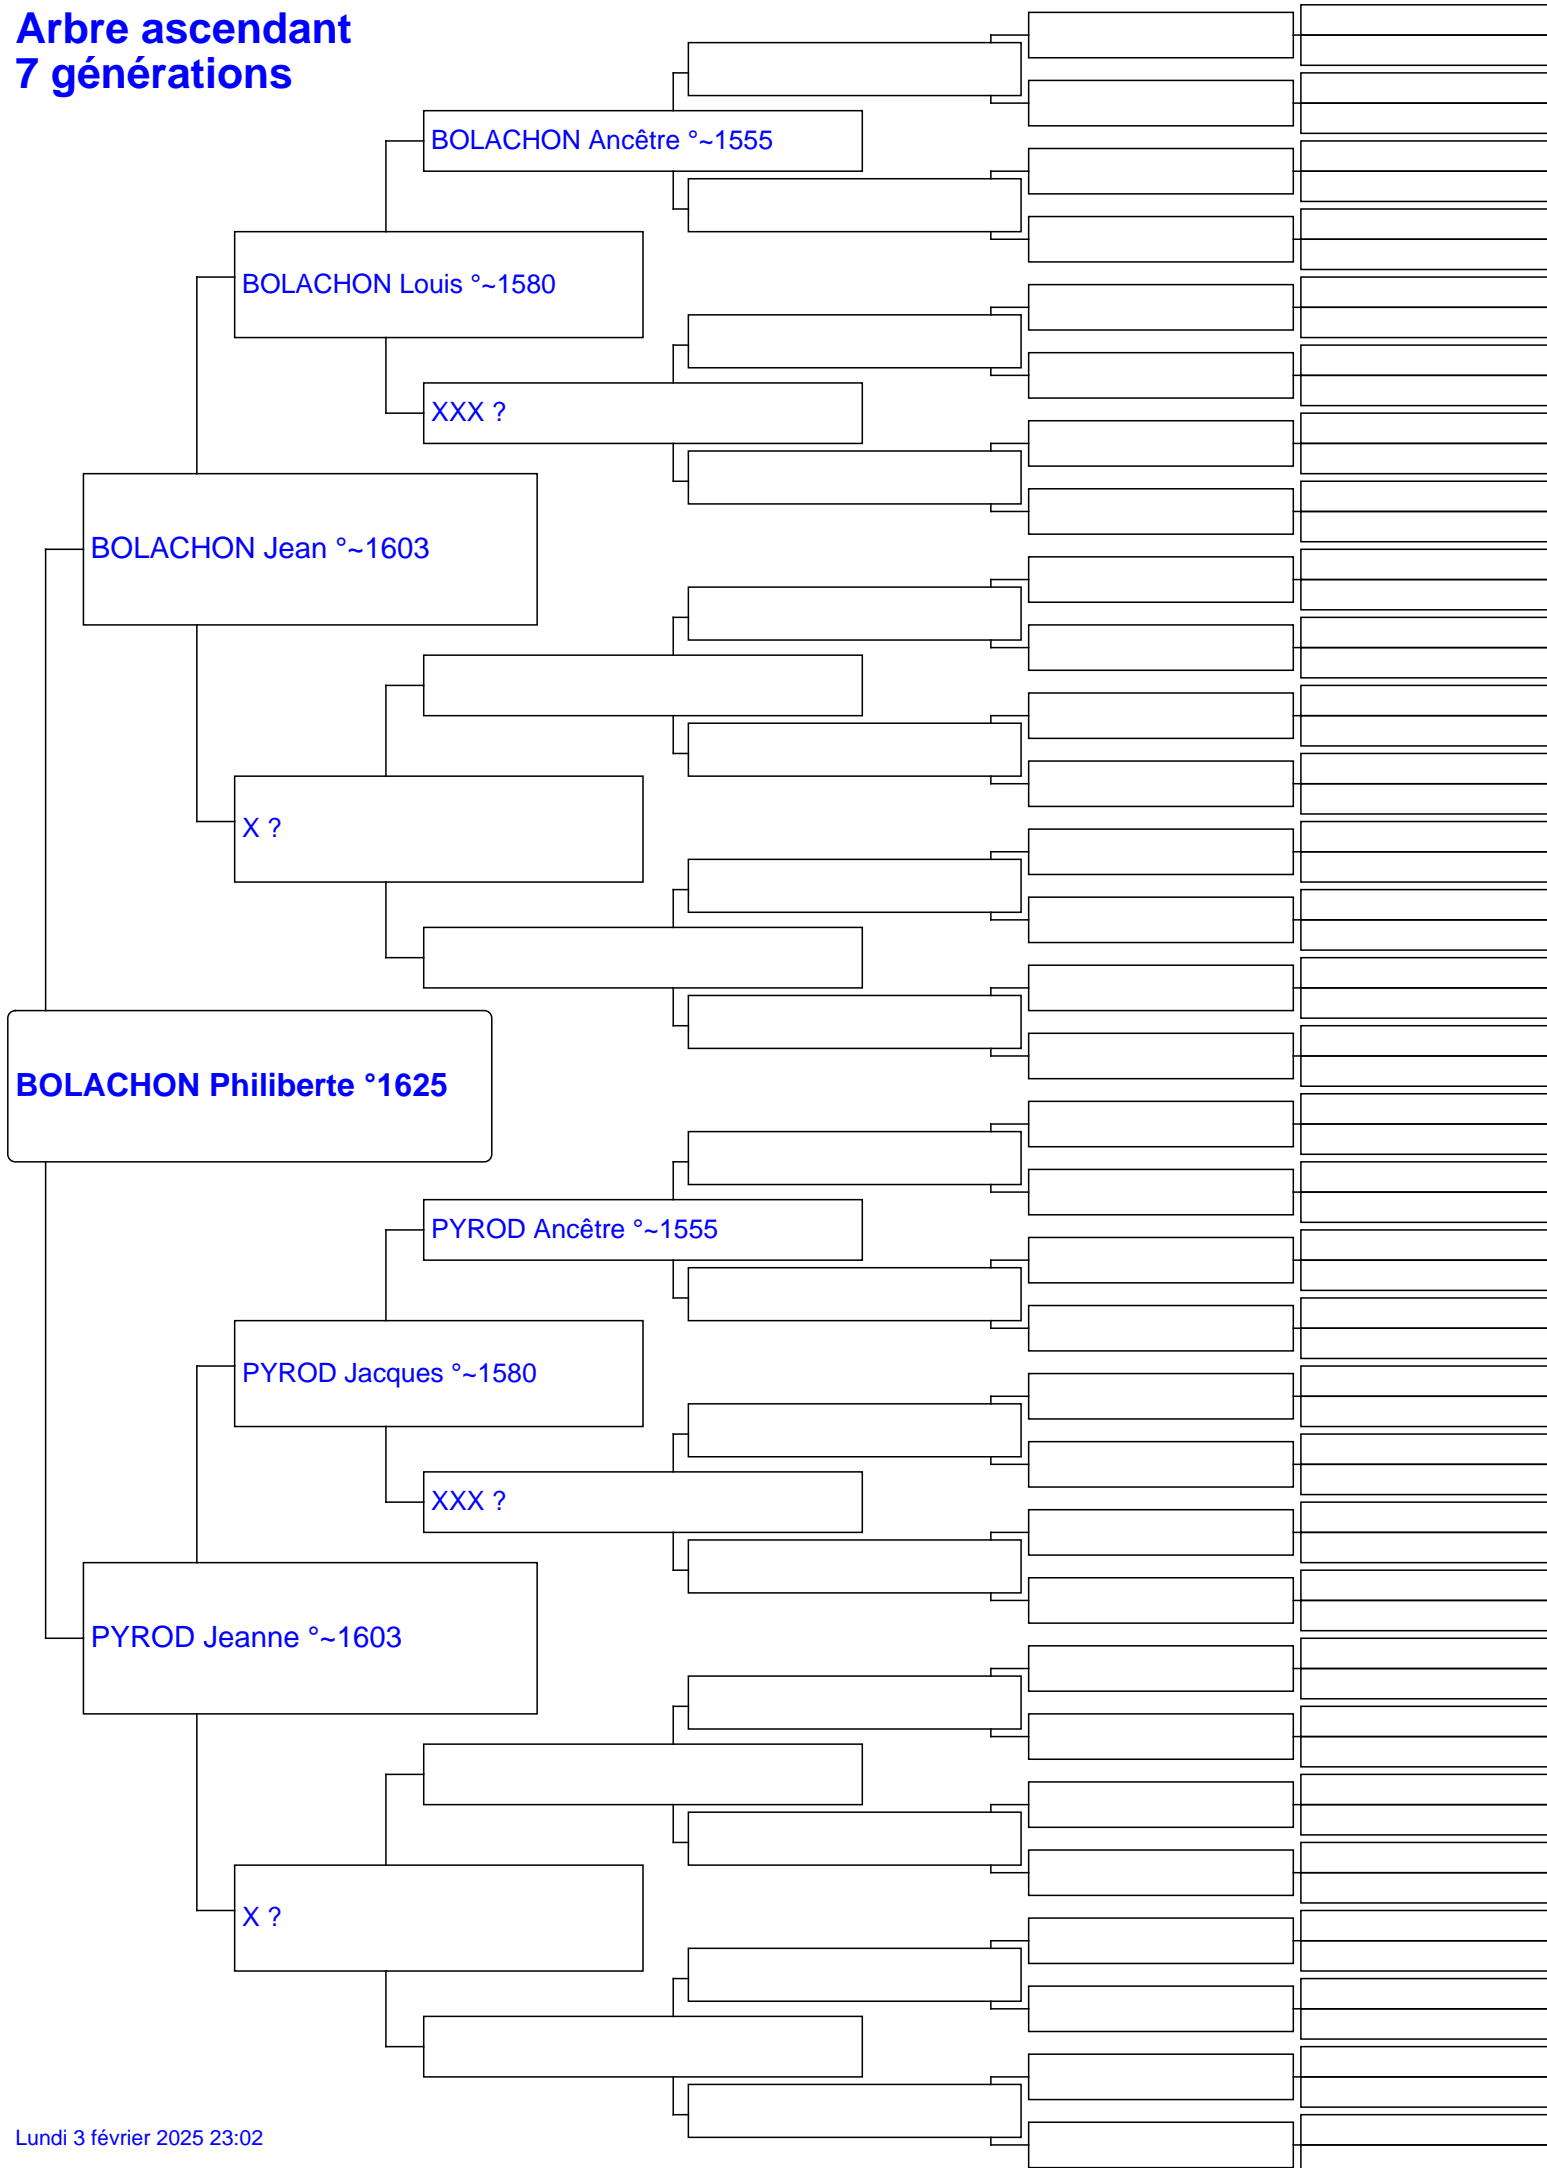 Arbre ascendant
7 générations
BOLACHON Ancêtre °~1555
BOLACHON Louis °~1580
XXX ?
BOLACHON Jean °~1603
X ?
BOLACHON Philiberte °1625
PYROD Ancêtre °~1555
PYROD Jacques °~1580
XXX ?
PYROD Jeanne °~1603
X ?
Lundi 3 février 2025 23:02